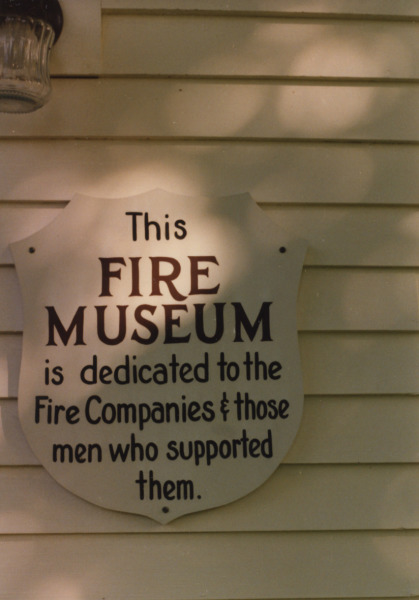 This
FIRE
MUSEUM
is dedicated to the
Fire Companies & those
men who supported
them.